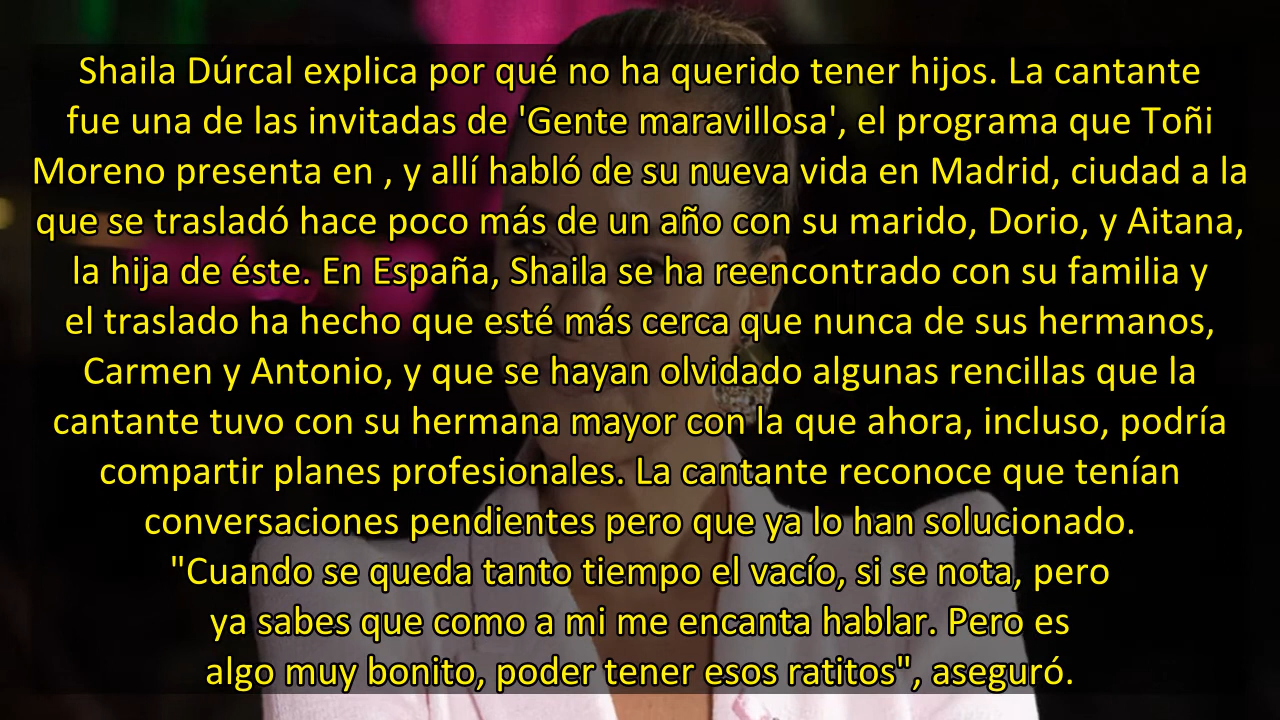 Shaila Dúrcal explica por qué no ha querido tener hijos. La cantante
fue una de las invitadas de 'Gente maravillosa', el programa que Toñi
Moreno presenta en , y allí habló de su nueva vida en Madrid, ciudad a la
que se trasladó hace poco más de un año con su marido, Dorio, y Aitana,
la hija de éste. En España, Shaila se ha reencontrado con su familia y
el traslado ha hecho que esté más cerca que nunca de sus hermanos,
Carmen y Antonio, y que se hayan olvidado algunas rencillas que la
cantante tuvo con su hermana mayor con la que ahora, incluso, podría
compartir planes profesionales. La cantante reconoce que tenían
conversaciones pendientes pero que ya lo han solucionado.
"Cuando se queda tanto tiempo el vacío, si se nota, pero
ya sabes que como a mi me encanta hablar. Pero es
algo muy bonito, poder tener esos ratitos", aseguró.